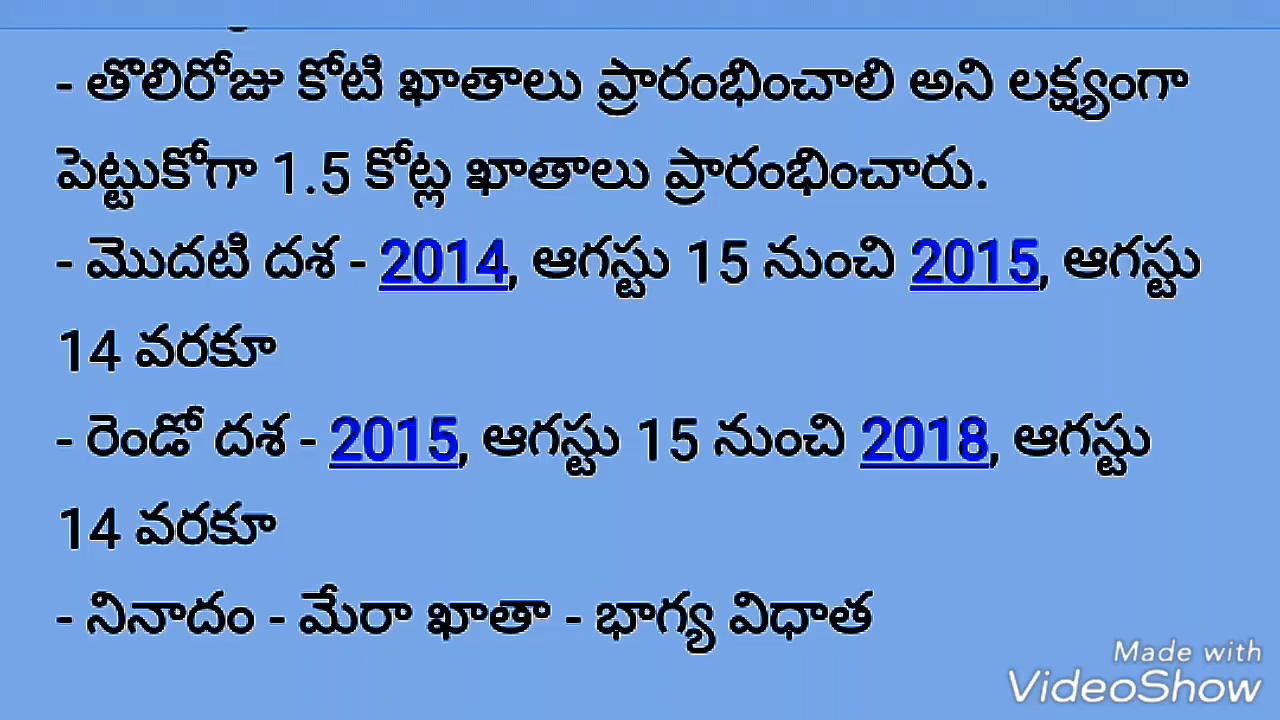 - తొలిరోజు కోటి ఖాతాలు ప్రారంభించాలి అని లక్ష్యంగా
పెట్టుకోగా 1.5 కోట్ల ఖాతాలు ప్రారంభించారు.
- మొదటి దశ - 2014, ఆగస్టు 15 నుంచి 2015, ఆగస్టు
14 వరకూ
- రెండో దశ - 2015, ఆగస్టు 15 నుంచి 2018, ఆగస్టు
14 వరకూ
- నినాదం - మేరా ఖాతా - భాగ్య విధాత
Made with
VideoShow